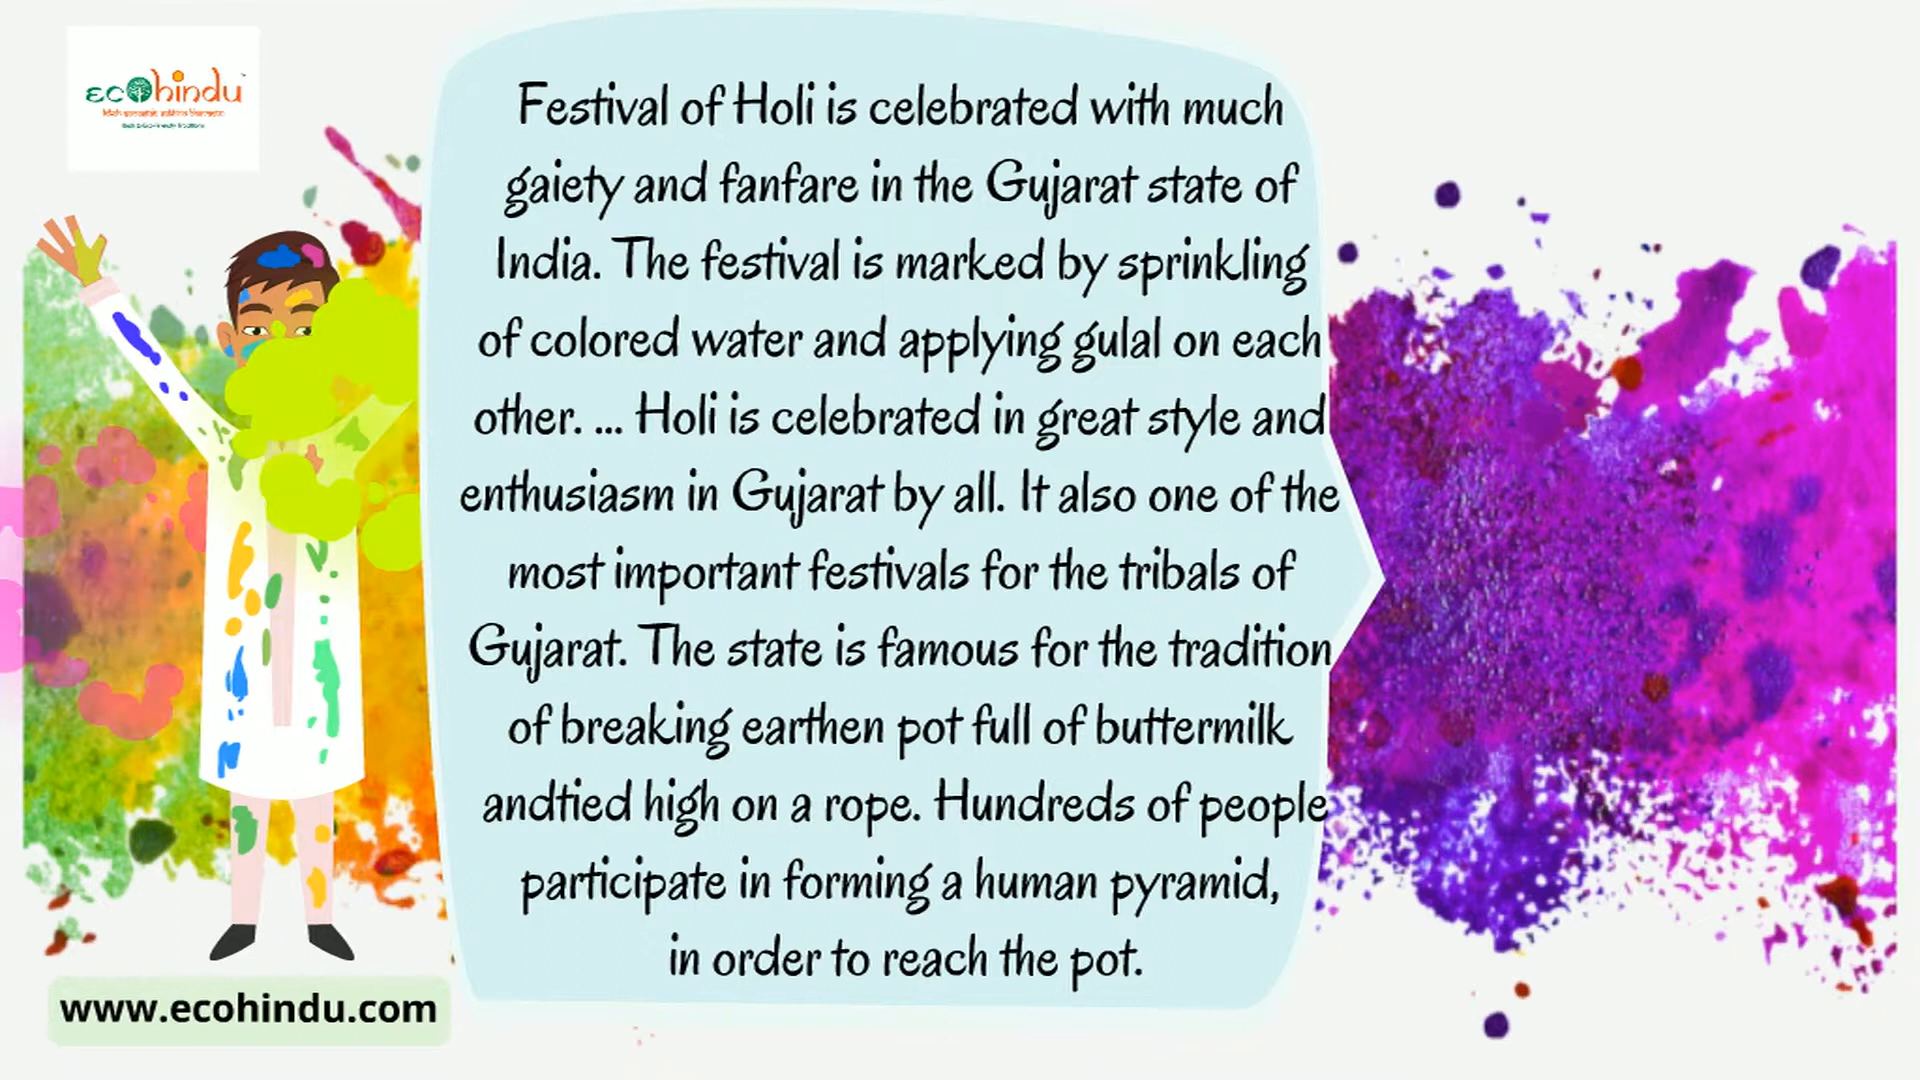 ecohindu
Festival of Holi is celebrated with much
gaiety and fanfare in the Gujarat state of
India. The festival is marked by sprinkling
of colored water and applying gulal on each
other. ... Holi is celebrated in great style and
enthusiasm in Gujarat by all. It also one of the
most important festivals for the tribals of
Gujarat. The state is famous for the tradition
of breaking earthen pot full of buttermilk
andtied high on a rope. Hundreds of people
participate in forming a human pyramid,
in order to reach the pot.
www.ecohindu.com